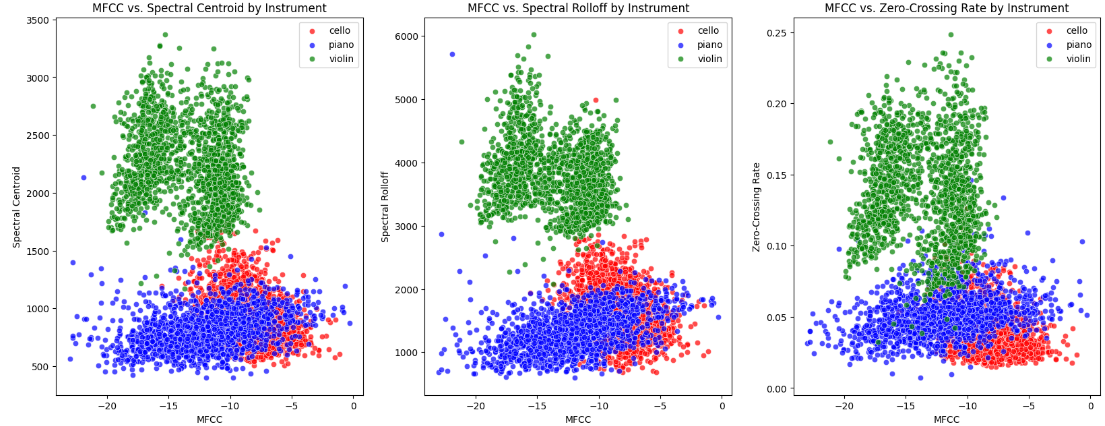 MFCC vs. Spectral Centroid by Instrument
3500
3000
2500
2000
1500
1000
500
Spectral Centroid
−20
−15
−10
−5
0
MFCC
cello
piano
violin
MFCC vs. Spectral Rolloff by Instrument
6000
5000
4000
3000
2000
1000
Spectral Rolloff
−20
−15
−10
−5
0
MFCC
cello
piano
violin
MFCC vs. Zero-Crossing Rate by Instrument
0.25
0.20
0.15
0.10
0.05
0.00
Zero-Crossing Rate
−20
−15
−10
−5
0
MFCC
cello
piano
violin